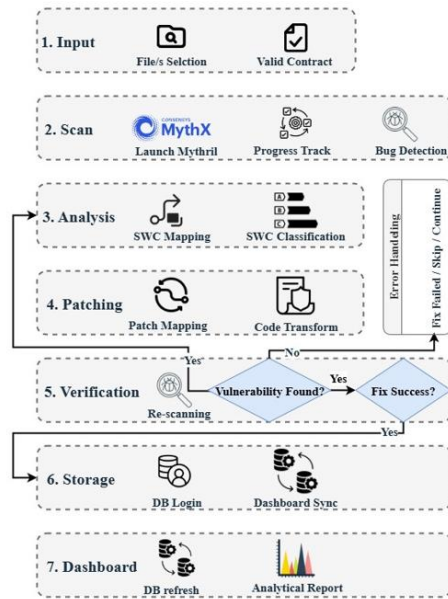 1. Input
File/s Selction
Valid Contract
2. Scan
CONSENSYS
MythX
Launch Mythril
Progress Track
Bug Detection
3. Analysis
A
B
C
SWC Mapping
SWC Classification
Error Handeling
Fix Failed / Skip / Continue
4. Patching
Patch Mapping
Code Transform
Yes
No
5. Verification
Re-scanning
Vulnerability Found?
Yes
Fix Success?
Yes
6. Storage
DB Login
Dashboard Sync
7. Dashboard
DB refresh
Analytical Report